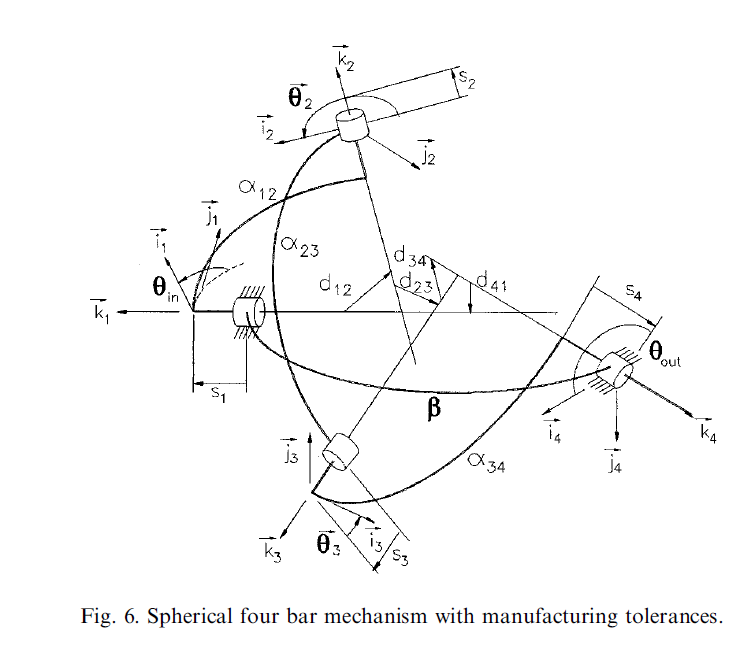 k₂
s₂
θ₂
i₂
j₂
α₁₂
j₁
i₁
α₂₃
d₃₄
θin
d₁₂
d₂₃
d₄₁
s₄
k₁
θout
s₁
β
i₄
k₄
j₃
α₃₄
j₄
k₃
θ₃
i₃
s₃
Fig. 6. Spherical four bar mechanism with manufacturing tolerances.